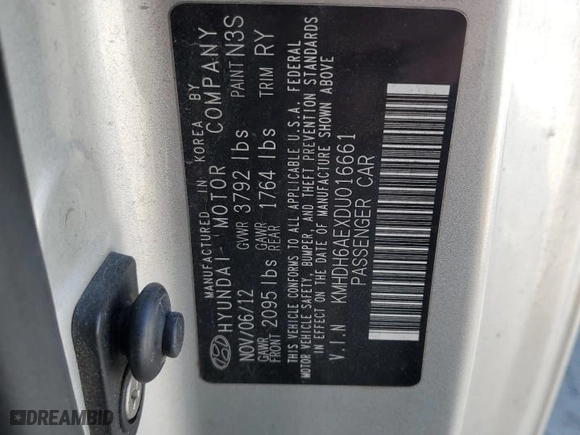 MANUFACTURED IN KOREA BY
HYUNDAI MOTOR COMPANY
NOV/06/12 GVWR 3792 lbs PAINT N3S
GAWR FRONT 2095 lbs GAWR REAR 1764 lbs TRIM RY
THIS VEHICLE CONFORMS TO ALL APPLICABLE U.S.A. FEDERAL
MOTOR VEHICLE SAFETY, BUMPER, AND THEFT PREVENTION STANDARDS
IN EFFECT ON THE DATE OF MANUFACTURE SHOWN ABOVE
V.I.N KMHDH6AEXDU016661
PASSENGER CAR
DREAMBID